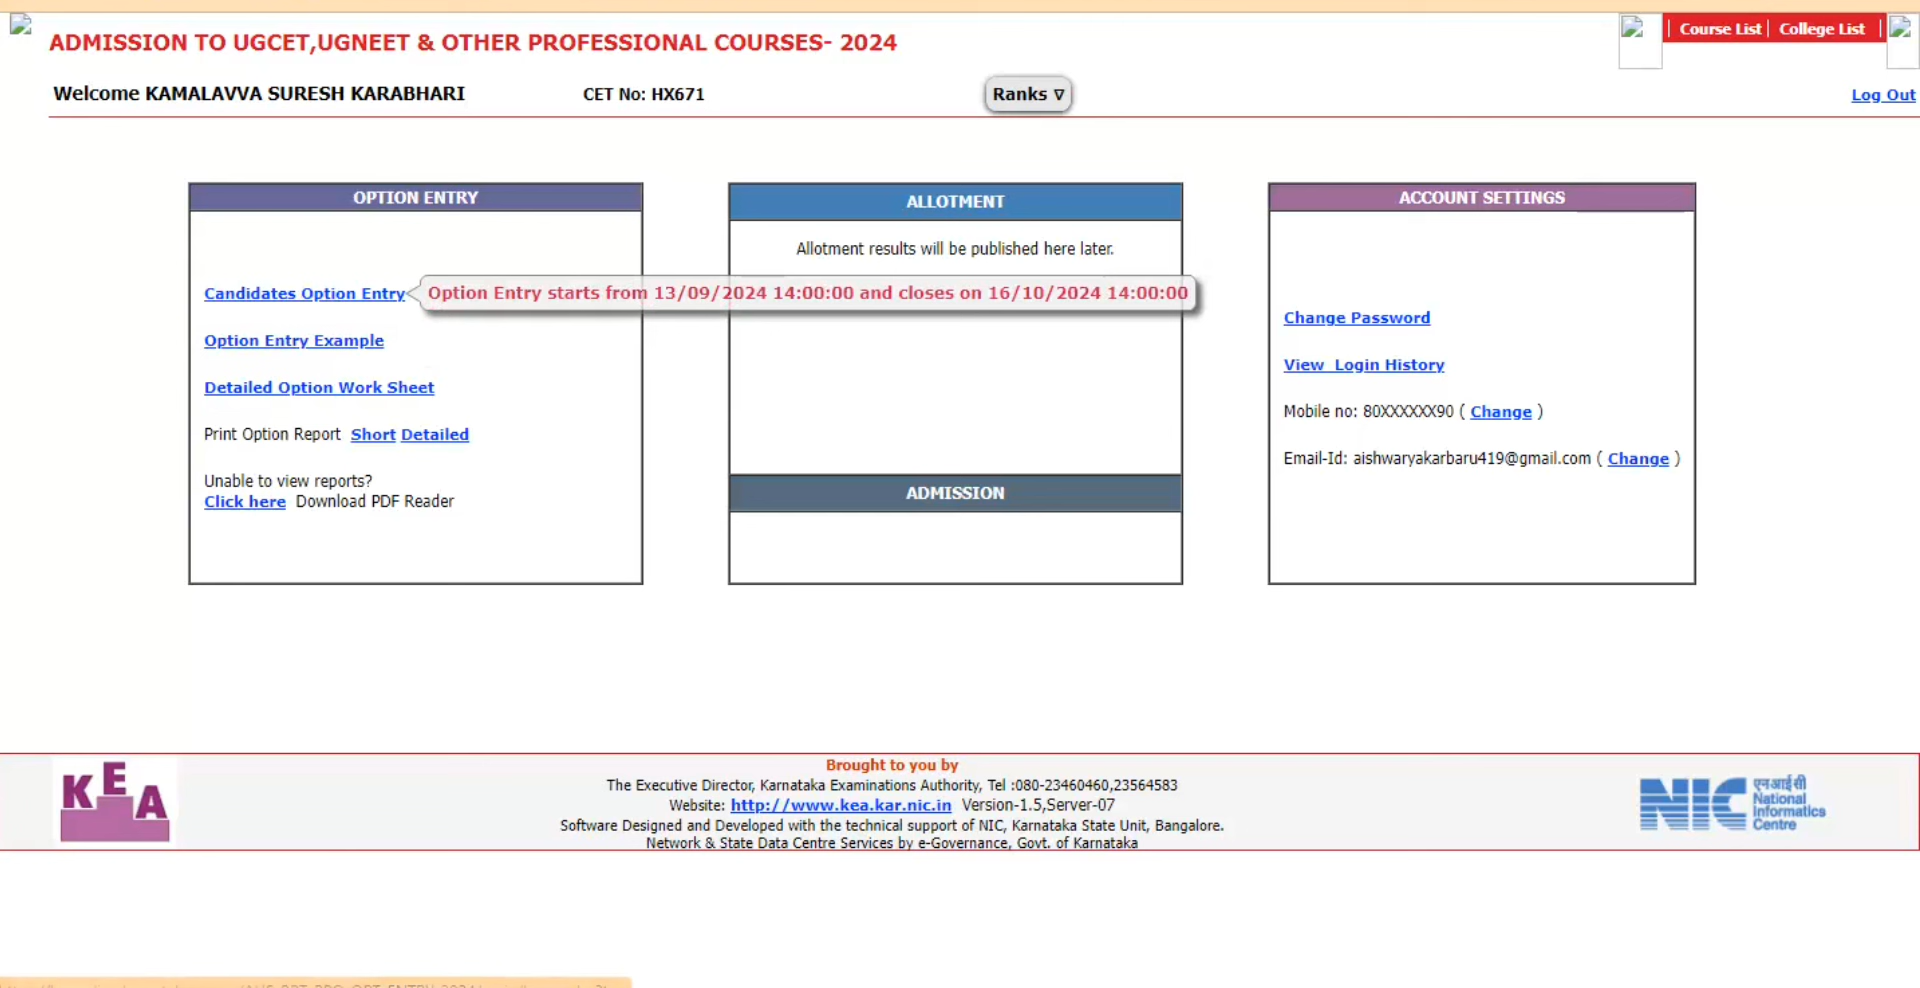 ADMISSION TO UGCET,UGNEET & OTHER PROFESSIONAL COURSES- 2024
| Course List | College List |
Welcome KAMALAVVA SURESH KARABHARI CET No: HX671 Ranks ∇ Log Out
OPTION ENTRY
Candidates Option Entry
Option Entry starts from 13/09/2024 14:00:00 and closes on 16/10/2024 14:00:00
Option Entry Example
Detailed Option Work Sheet
Print Option Report Short Detailed
Unable to view reports?
Click here Download PDF Reader
ALLOTMENT
Allotment results will be published here later.
ADMISSION
ACCOUNT SETTINGS
Change Password
View Login History
Mobile no: 80XXXXXX90 ( Change )
Email-Id: aishwaryakarbaru419@gmail.com ( Change )
KEA
Brought to you by
The Executive Director, Karnataka Examinations Authority, Tel :080-23460460,23564583
Website: http://www.kea.kar.nic.in Version-1.5,Server-07
Software Designed and Developed with the technical support of NIC, Karnataka State Unit, Bangalore.
Network & State Data Centre Services by e-Governance, Govt. of Karnataka
NIC
एन आई सी
National
Informatics
Centre